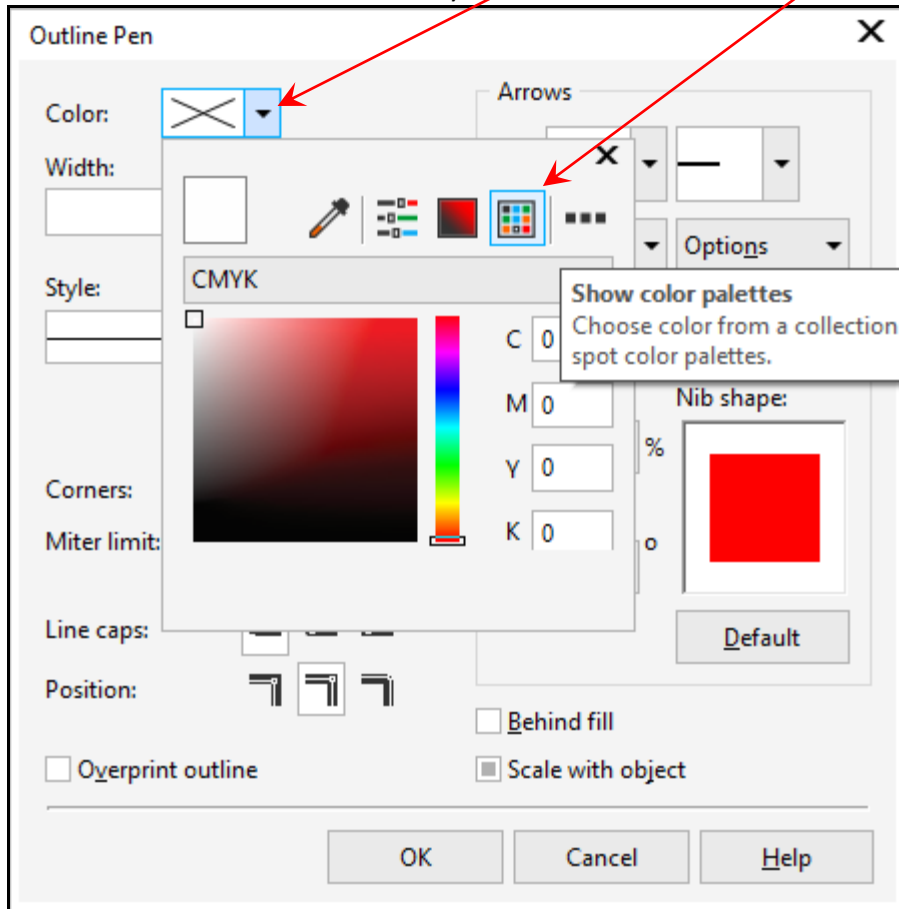 Outline Pen
Color:
Arrows
Width:
Options
CMYK
Style:
Show color palettes
Choose color from a collection
spot color palettes.
C 0
M 0
Nib shape:
Y 0
%
Corners:
K 0
Miter limit:
o
Line caps:
Default
Position:
Behind fill
Overprint outline
Scale with object
OK
Cancel
Help